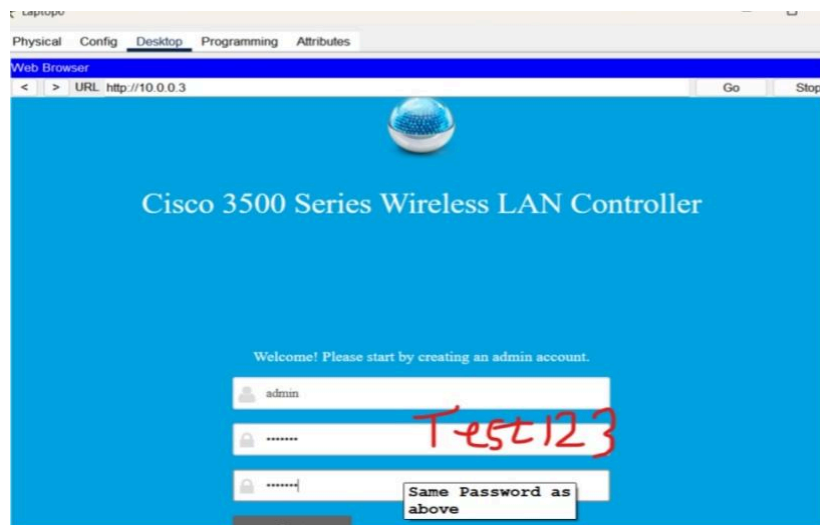 Laptop0
Physical Config Desktop Programming Attributes
Web Browser
< > URL http://10.0.0.3 Go Stop
Cisco 3500 Series Wireless LAN Controller
Welcome! Please start by creating an admin account.
admin
•••••••
Test123
•••••••
Same Password as
above